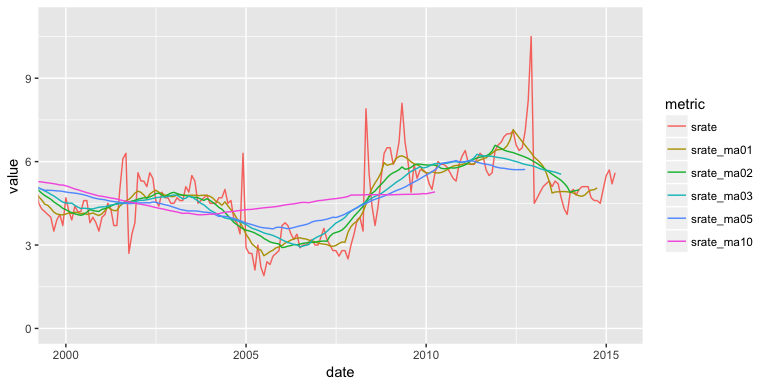 value
9
6
3
0
2000
2005
2010
2015
date
metric
srate
srate_ma01
srate_ma02
srate_ma03
srate_ma05
srate_ma10